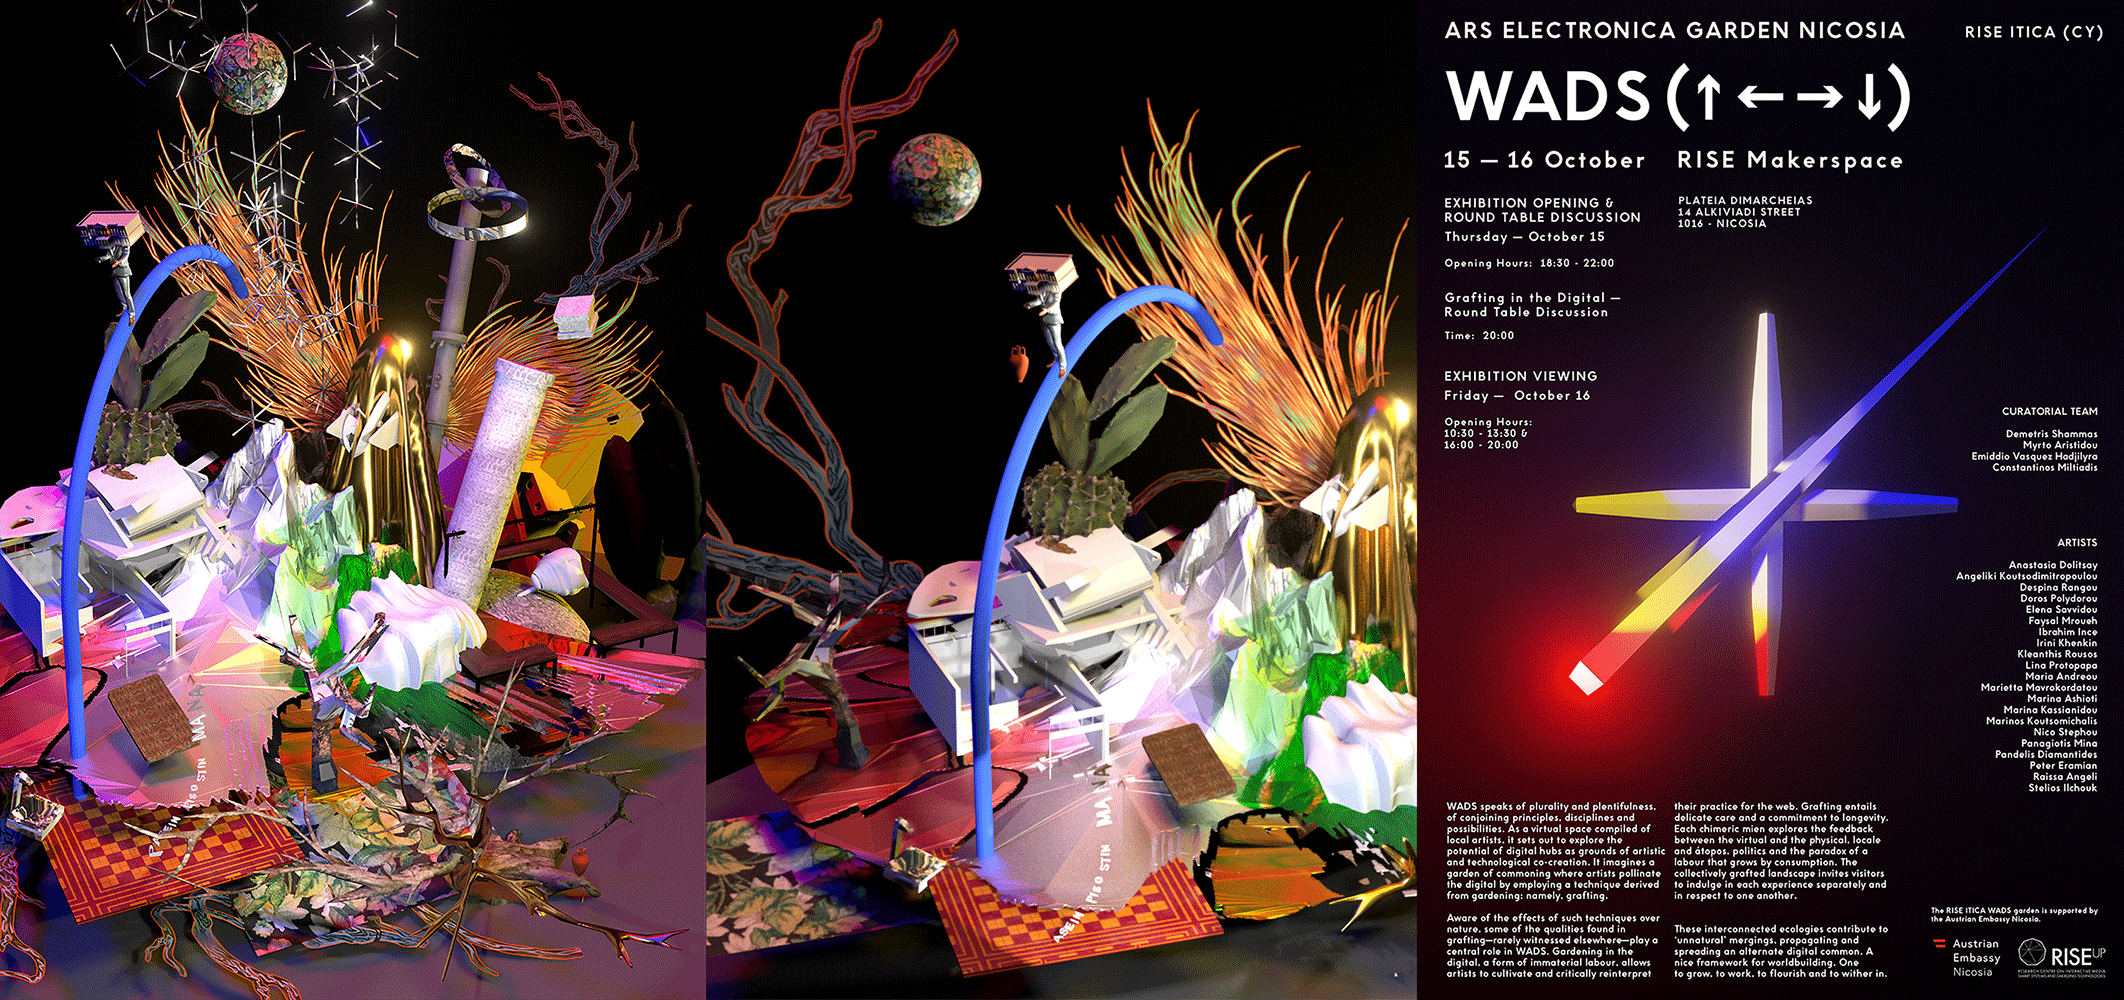 ARS ELECTRONICA GARDEN NICOSIA
RISE ITICA (CY)
WADS (↑ ← → ↓)
15 — 16 October
RISE Makerspace
EXHIBITION OPENING &
ROUND TABLE DISCUSSION
Thursday — October 15
Opening Hours: 18:30 - 22:00
PLATEIA DIMARCHEIAS
14 ALKIVIADI STREET
1016 - NICOSIA
Grafting in the Digital —
Round Table Discussion
Time: 20:00
EXHIBITION VIEWING
Friday — October 16
Opening Hours:
10:30 - 13:30 &
16:00 - 20:00
CURATORIAL TEAM
Demetris Shammas
Myrto Aristidou
Emiddio Vasquez Hadjilyra
Constantinos Miltiadis
ARTISTS
Anastasia Dolitsay
Angeliki Koutsodimitropoulou
Despina Rangou
Doros Polydorou
Elena Savvidou
Faysal Mroueh
Ibrahim Ince
Irini Khenkin
Kleanthis Rousos
Lina Protopapa
Maria Andreou
Marietta Mavrokordatou
Marina Ashioti
Marina Kassianidou
Marinos Koutsomichalis
Nico Stephou
Panagiotis Mina
Pandelis Diamantides
Peter Eramian
Raissa Angeli
Stelios Ilchouk
WADS speaks of plurality and plentifulness,
of conjoining principles, disciplines and
possibilities. As a virtual space compiled of
local artists, it sets out to explore the
potential of digital hubs as grounds of artistic
and technological co-creation. It imagines a
garden of commoning where artists pollinate
the digital by employing a technique derived
from gardening: namely, grafting.
Aware of the effects of such techniques over
nature, some of the qualities found in
grafting—rarely witnessed elsewhere—play a
central role in WADS. Gardening in the
digital, a form of immaterial labour, allows
artists to cultivate and critically reinterpret
their practice for the web. Grafting entails
delicate care and a commitment to longevity.
Each chimeric mien explores the feedback
between the virtual and the physical, locale
and átopos, politics and the paradox of a
labour that grows by consumption. The
collectively grafted landscape invites visitors
to indulge in each experience separately and
in respect to one another.
These interconnected ecologies contribute to
'unnatural' mergings, propagating and
spreading an alternate digital common. A
nice framework for worldbuilding. One
to grow, to work, to flourish and to wither in.
The RISE ITICA WADS garden is supported by
the Austrian Embassy Nicosia.
Austrian
Embassy
Nicosia
RISE UP
RESEARCH CENTRE ON INTERACTIVE MEDIA
SMART SYSTEMS AND EMERGING TECHNOLOGIES